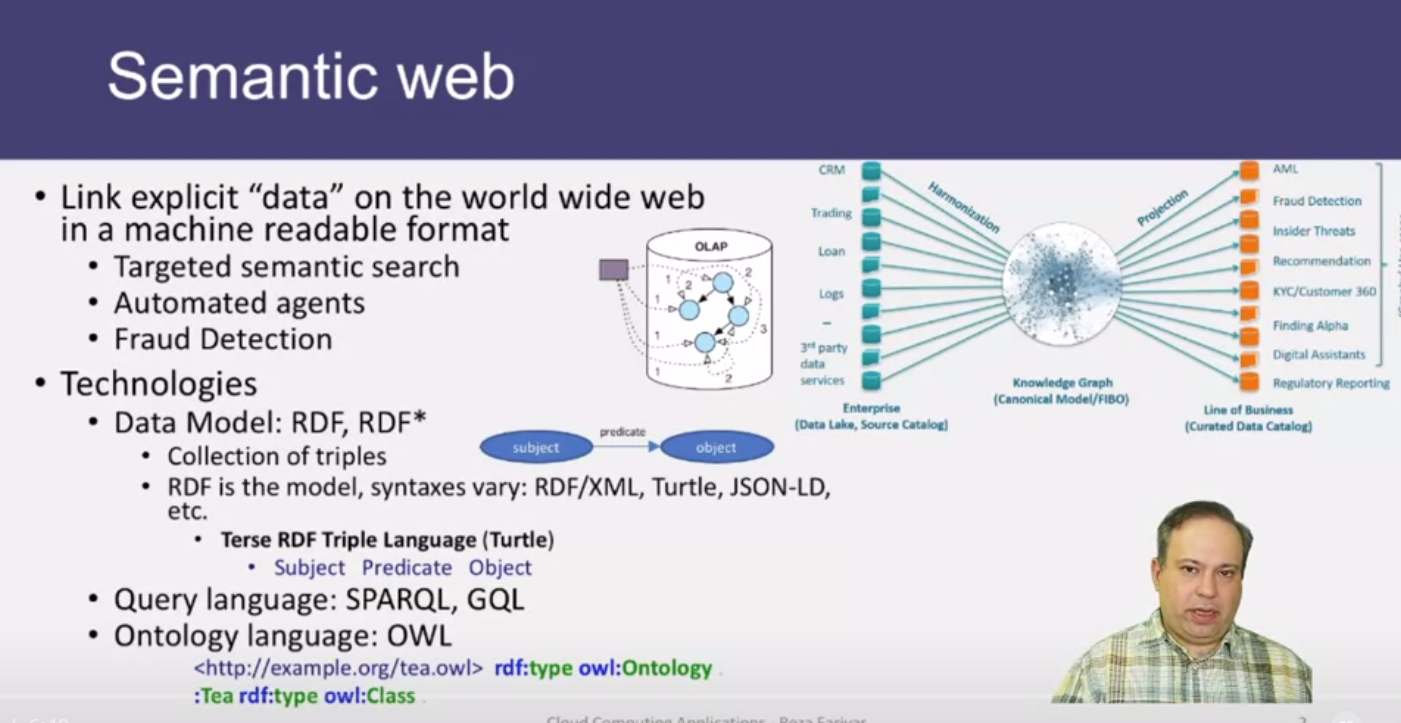 Semantic web
• Link explicit “data” on the world wide web
in a machine readable format
• Targeted semantic search
• Automated agents
• Fraud Detection
• Technologies
• Data Model: RDF, RDF*
• Collection of triples
• RDF is the model, syntaxes vary: RDF/XML, Turtle, JSON-LD,
etc.
• Terse RDF Triple Language (Turtle)
• Subject Predicate Object
• Query language: SPARQL, GQL
• Ontology language: OWL
<http://example.org/tea.owl> rdf:type owl:Ontology .
:Tea rdf:type owl:Class .
OLAP
1
2
2
1
1
3
1
2
subject
predicate
object
CRM
Trading
Loan
Logs
–
3rd party
data
services
Enterprise
(Data Lake, Source Catalog)
Harmonization
Knowledge Graph
(Canonical Model/FIBO)
Projection
AML
Fraud Detection
Insider Threats
Recommendation
KYC/Customer 360
Finding Alpha
Digital Assistants
Regulatory Reporting
Line of Business
(Curated Data Catalog)
Cloud Computing Applications - Reza Farivar
2